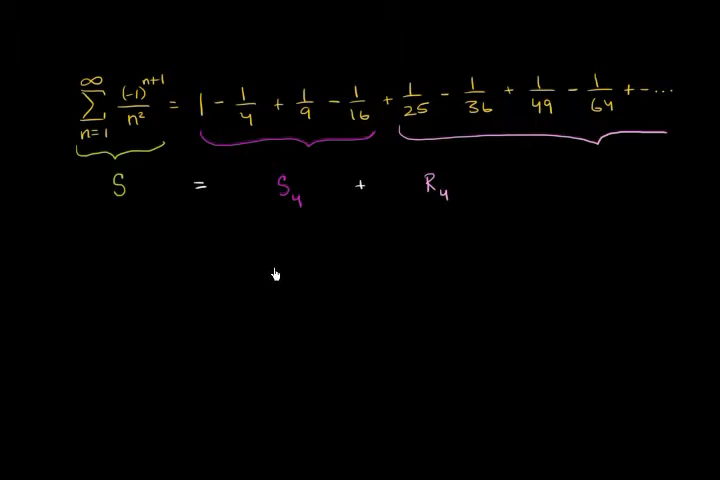 ∑_{n=1}^{∞} (-1)^{n+1}/n² = 1 - 1/4 + 1/9 - 1/16 + 1/25 - 1/36 + 1/49 - 1/64 + - ...
S = S₄ + R₄